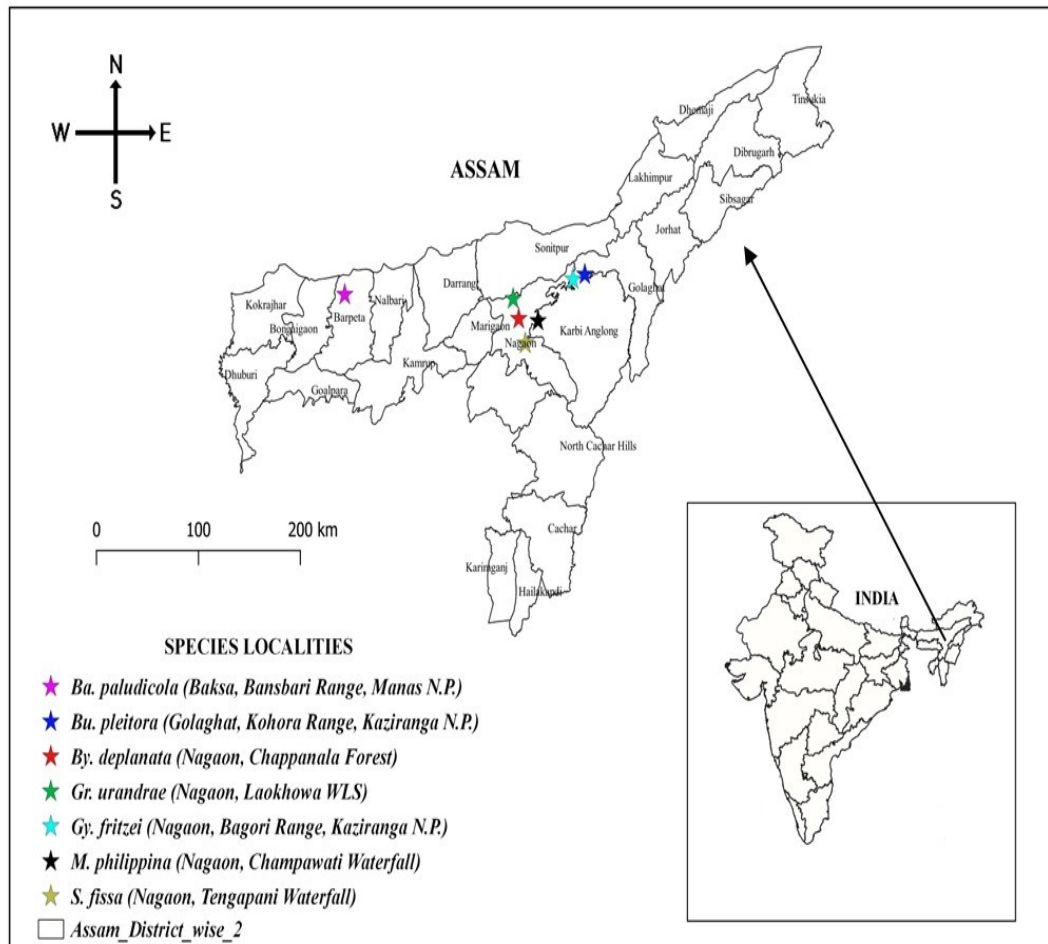 N
W E
S
ASSAM
Tinsukia
Dhemaji
Dibrugarh
Lakhimpur
Sibsagar
Jorhat
Sonitpur
Golaghat
Darrang
Kokrajhar
Nalbari
Bongaigaon
Barpeta
Marigaon
Karbi Anglong
Nagaon
Kamrup
Dhuburi
Goalpara
North Cachar Hills
0 100 200 km
Cachar
Karimganj
Hailakandi
INDIA
SPECIES LOCALITIES
Ba. paludicola (Baksa, Bansbari Range, Manas N.P.)
Bu. pleitora (Golaghat, Kohora Range, Kaziranga N.P.)
By. deplanata (Nagaon, Chappanala Forest)
Gr. urandrae (Nagaon, Laokhowa WLS)
Gy. fritzei (Nagaon, Bagori Range, Kaziranga N.P.)
M. philippina (Nagaon, Champawati Waterfall)
S. fissa (Nagaon, Tengapani Waterfall)
Assam_District_wise_2